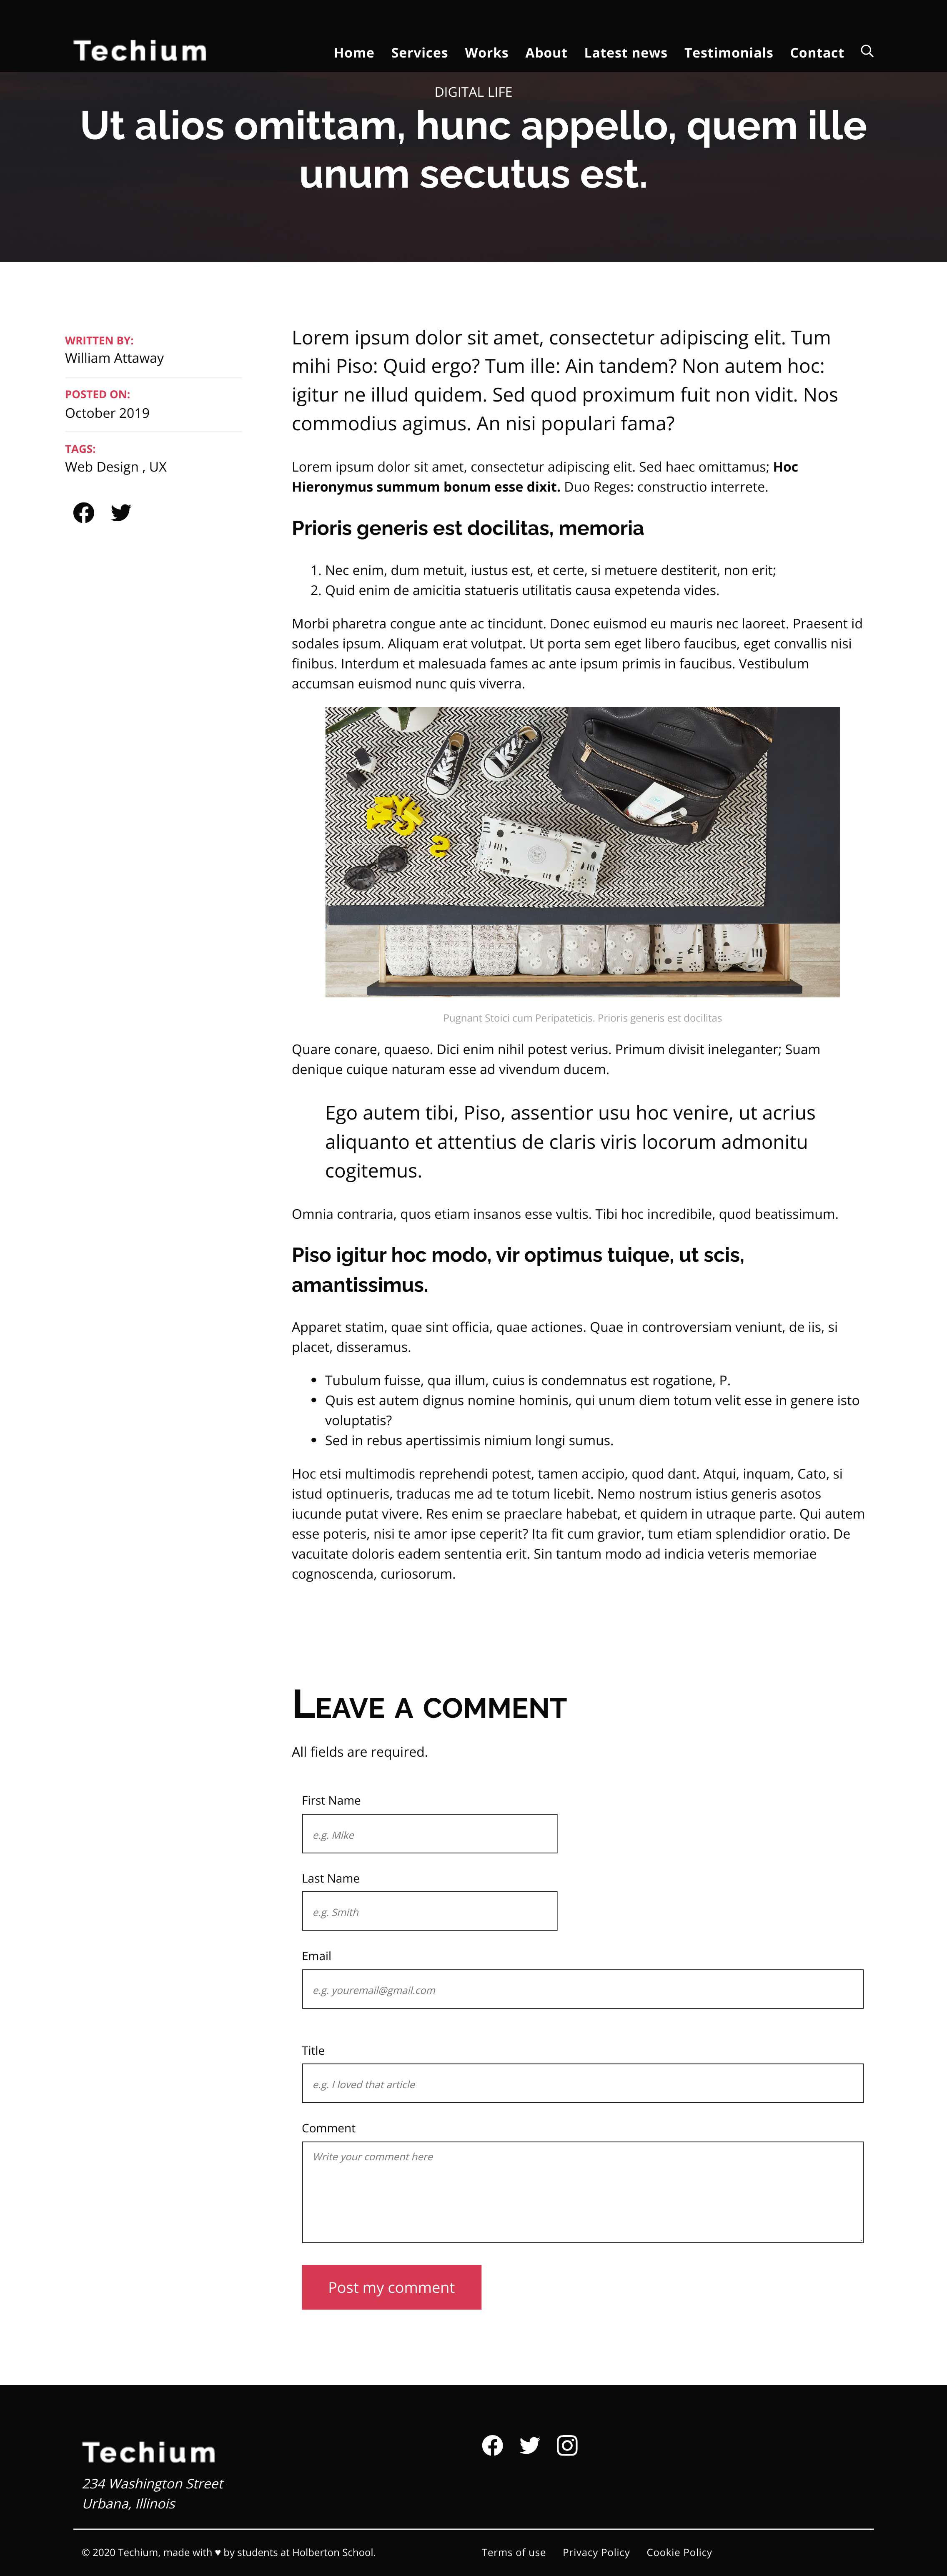 Techium
Home Services Works About Latest news Testimonials Contact
DIGITAL LIFE
Ut alios omittam, hunc appello, quem ille
unum secutus est.
WRITTEN BY:
William Attaway
POSTED ON:
October 2019
TAGS:
Web Design , UX
Lorem ipsum dolor sit amet, consectetur adipiscing elit. Tum
mihi Piso: Quid ergo? Tum ille: Ain tandem? Non autem hoc:
igitur ne illud quidem. Sed quod proximum fuit non vidit. Nos
commodius agimus. An nisi populari fama?
Lorem ipsum dolor sit amet, consectetur adipiscing elit. Sed haec omittamus; Hoc
Hieronymus summum bonum esse dixit. Duo Reges: constructio interrete.
Prioris generis est docilitas, memoria
1. Nec enim, dum metuit, iustus est, et certe, si metuere destiterit, non erit;
2. Quid enim de amicitia statueris utilitatis causa expetenda vides.
Morbi pharetra congue ante ac tincidunt. Donec euismod eu mauris nec laoreet. Praesent id
sodales ipsum. Aliquam erat volutpat. Ut porta sem eget libero faucibus, eget convallis nisi
finibus. Interdum et malesuada fames ac ante ipsum primis in faucibus. Vestibulum
accumsan euismod nunc quis viverra.
Pugnant Stoici cum Peripateticis. Prioris generis est docilitas
Quare conare, quaeso. Dici enim nihil potest verius. Primum divisit ineleganter; Suam
denique cuique naturam esse ad vivendum ducem.
Ego autem tibi, Piso, assentior usu hoc venire, ut acrius
aliquanto et attentius de claris viris locorum admonitu
cogitemus.
Omnia contraria, quos etiam insanos esse vultis. Tibi hoc incredibile, quod beatissimum.
Piso igitur hoc modo, vir optimus tuique, ut scis,
amantissimus.
Apparet statim, quae sint officia, quae actiones. Quae in controversiam veniunt, de iis, si
placet, disseramus.
• Tubulum fuisse, qua illum, cuius is condemnatus est rogatione, P.
• Quis est autem dignus nomine hominis, qui unum diem totum velit esse in genere isto
voluptatis?
• Sed in rebus apertissimis nimium longi sumus.
Hoc etsi multimodis reprehendi potest, tamen accipio, quod dant. Atqui, inquam, Cato, si
istud optinueris, traducas me ad te totum licebit. Nemo nostrum istius generis asotos
iucunde putat vivere. Res enim se praeclare habebat, et quidem in utraque parte. Qui autem
esse poteris, nisi te amor ipse ceperit? Ita fit cum gravior, tum etiam splendidior oratio. De
vacuitate doloris eadem sententia erit. Sin tantum modo ad indicia veteris memoriae
cognoscenda, curiosorum.
Leave a comment
All fields are required.
First Name
e.g. Mike
Last Name
e.g. Smith
Email
e.g. youremail@gmail.com
Title
e.g. I loved that article
Comment
Write your comment here
Post my comment
Techium
234 Washington Street
Urbana, Illinois
© 2020 Techium, made with ♥ by students at Holberton School.
Terms of use Privacy Policy Cookie Policy